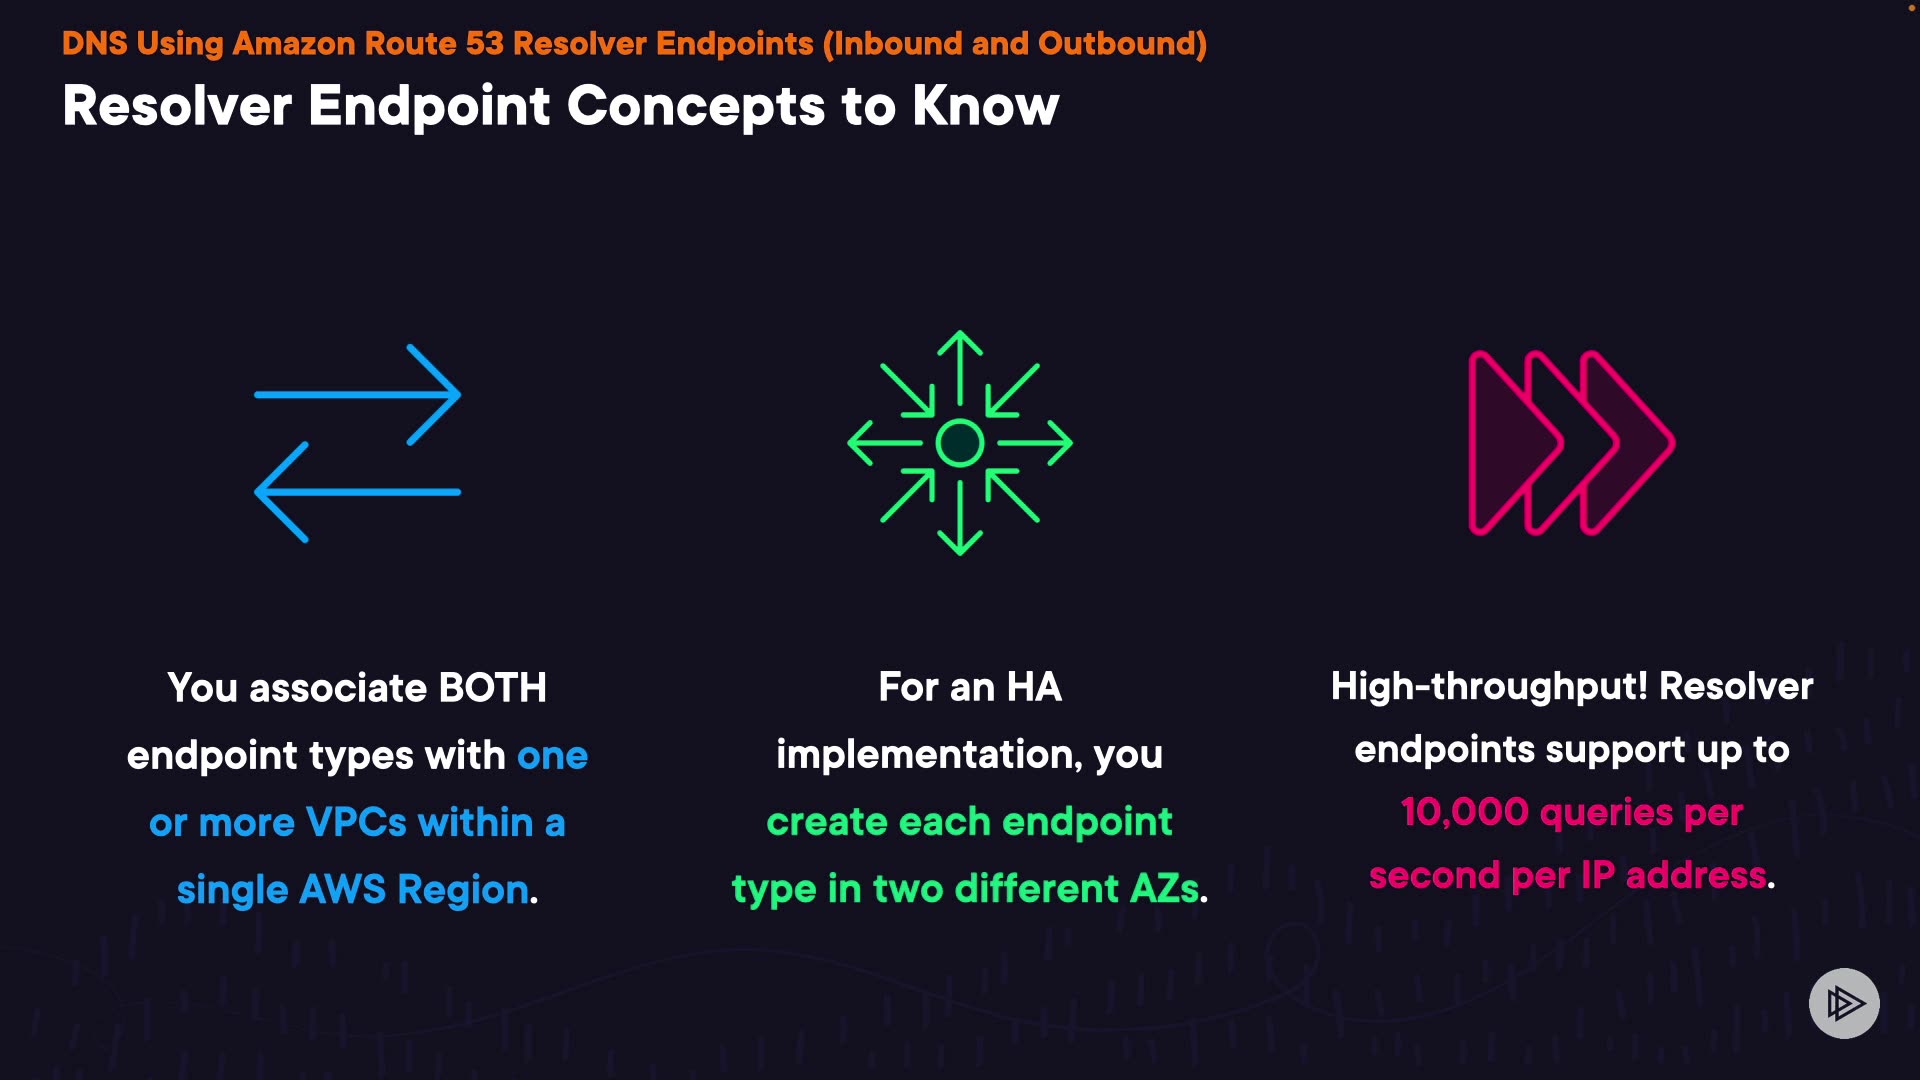 DNS Using Amazon Route 53 Resolver Endpoints (Inbound and Outbound)
Resolver Endpoint Concepts to Know
You associate BOTH
endpoint types with one
or more VPCs within a
single AWS Region.
For an HA
implementation, you
create each endpoint
type in two different AZs.
High-throughput! Resolver
endpoints support up to
10,000 queries per
second per IP address.